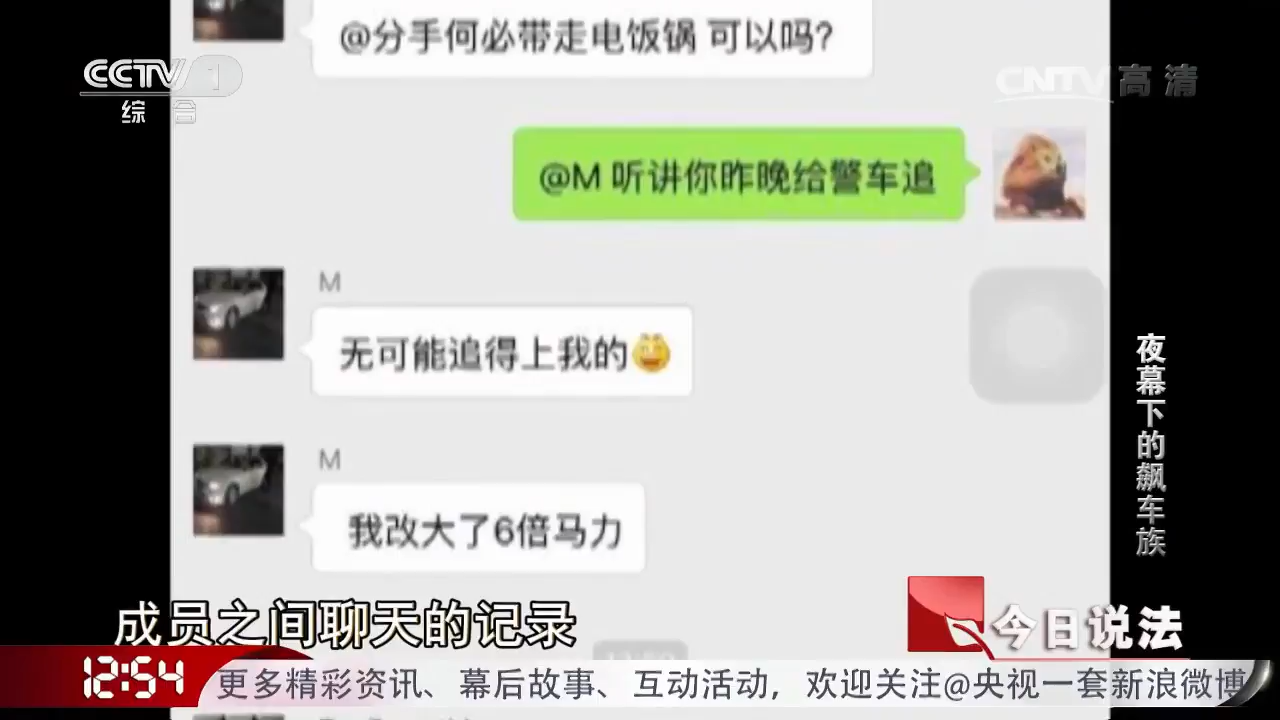 @分手何必带走电饭锅 可以吗?
CCTV 1
综合
CNTV 高清
@M 听讲你昨晚给警车追
M
无可能追得上我的
M
我改大了6倍马力
夜幕下的飙车族
成员之间聊天的记录
今日说法
12:54
更多精彩资讯、幕后故事、互动活动，欢迎关注@央视一套新浪微博